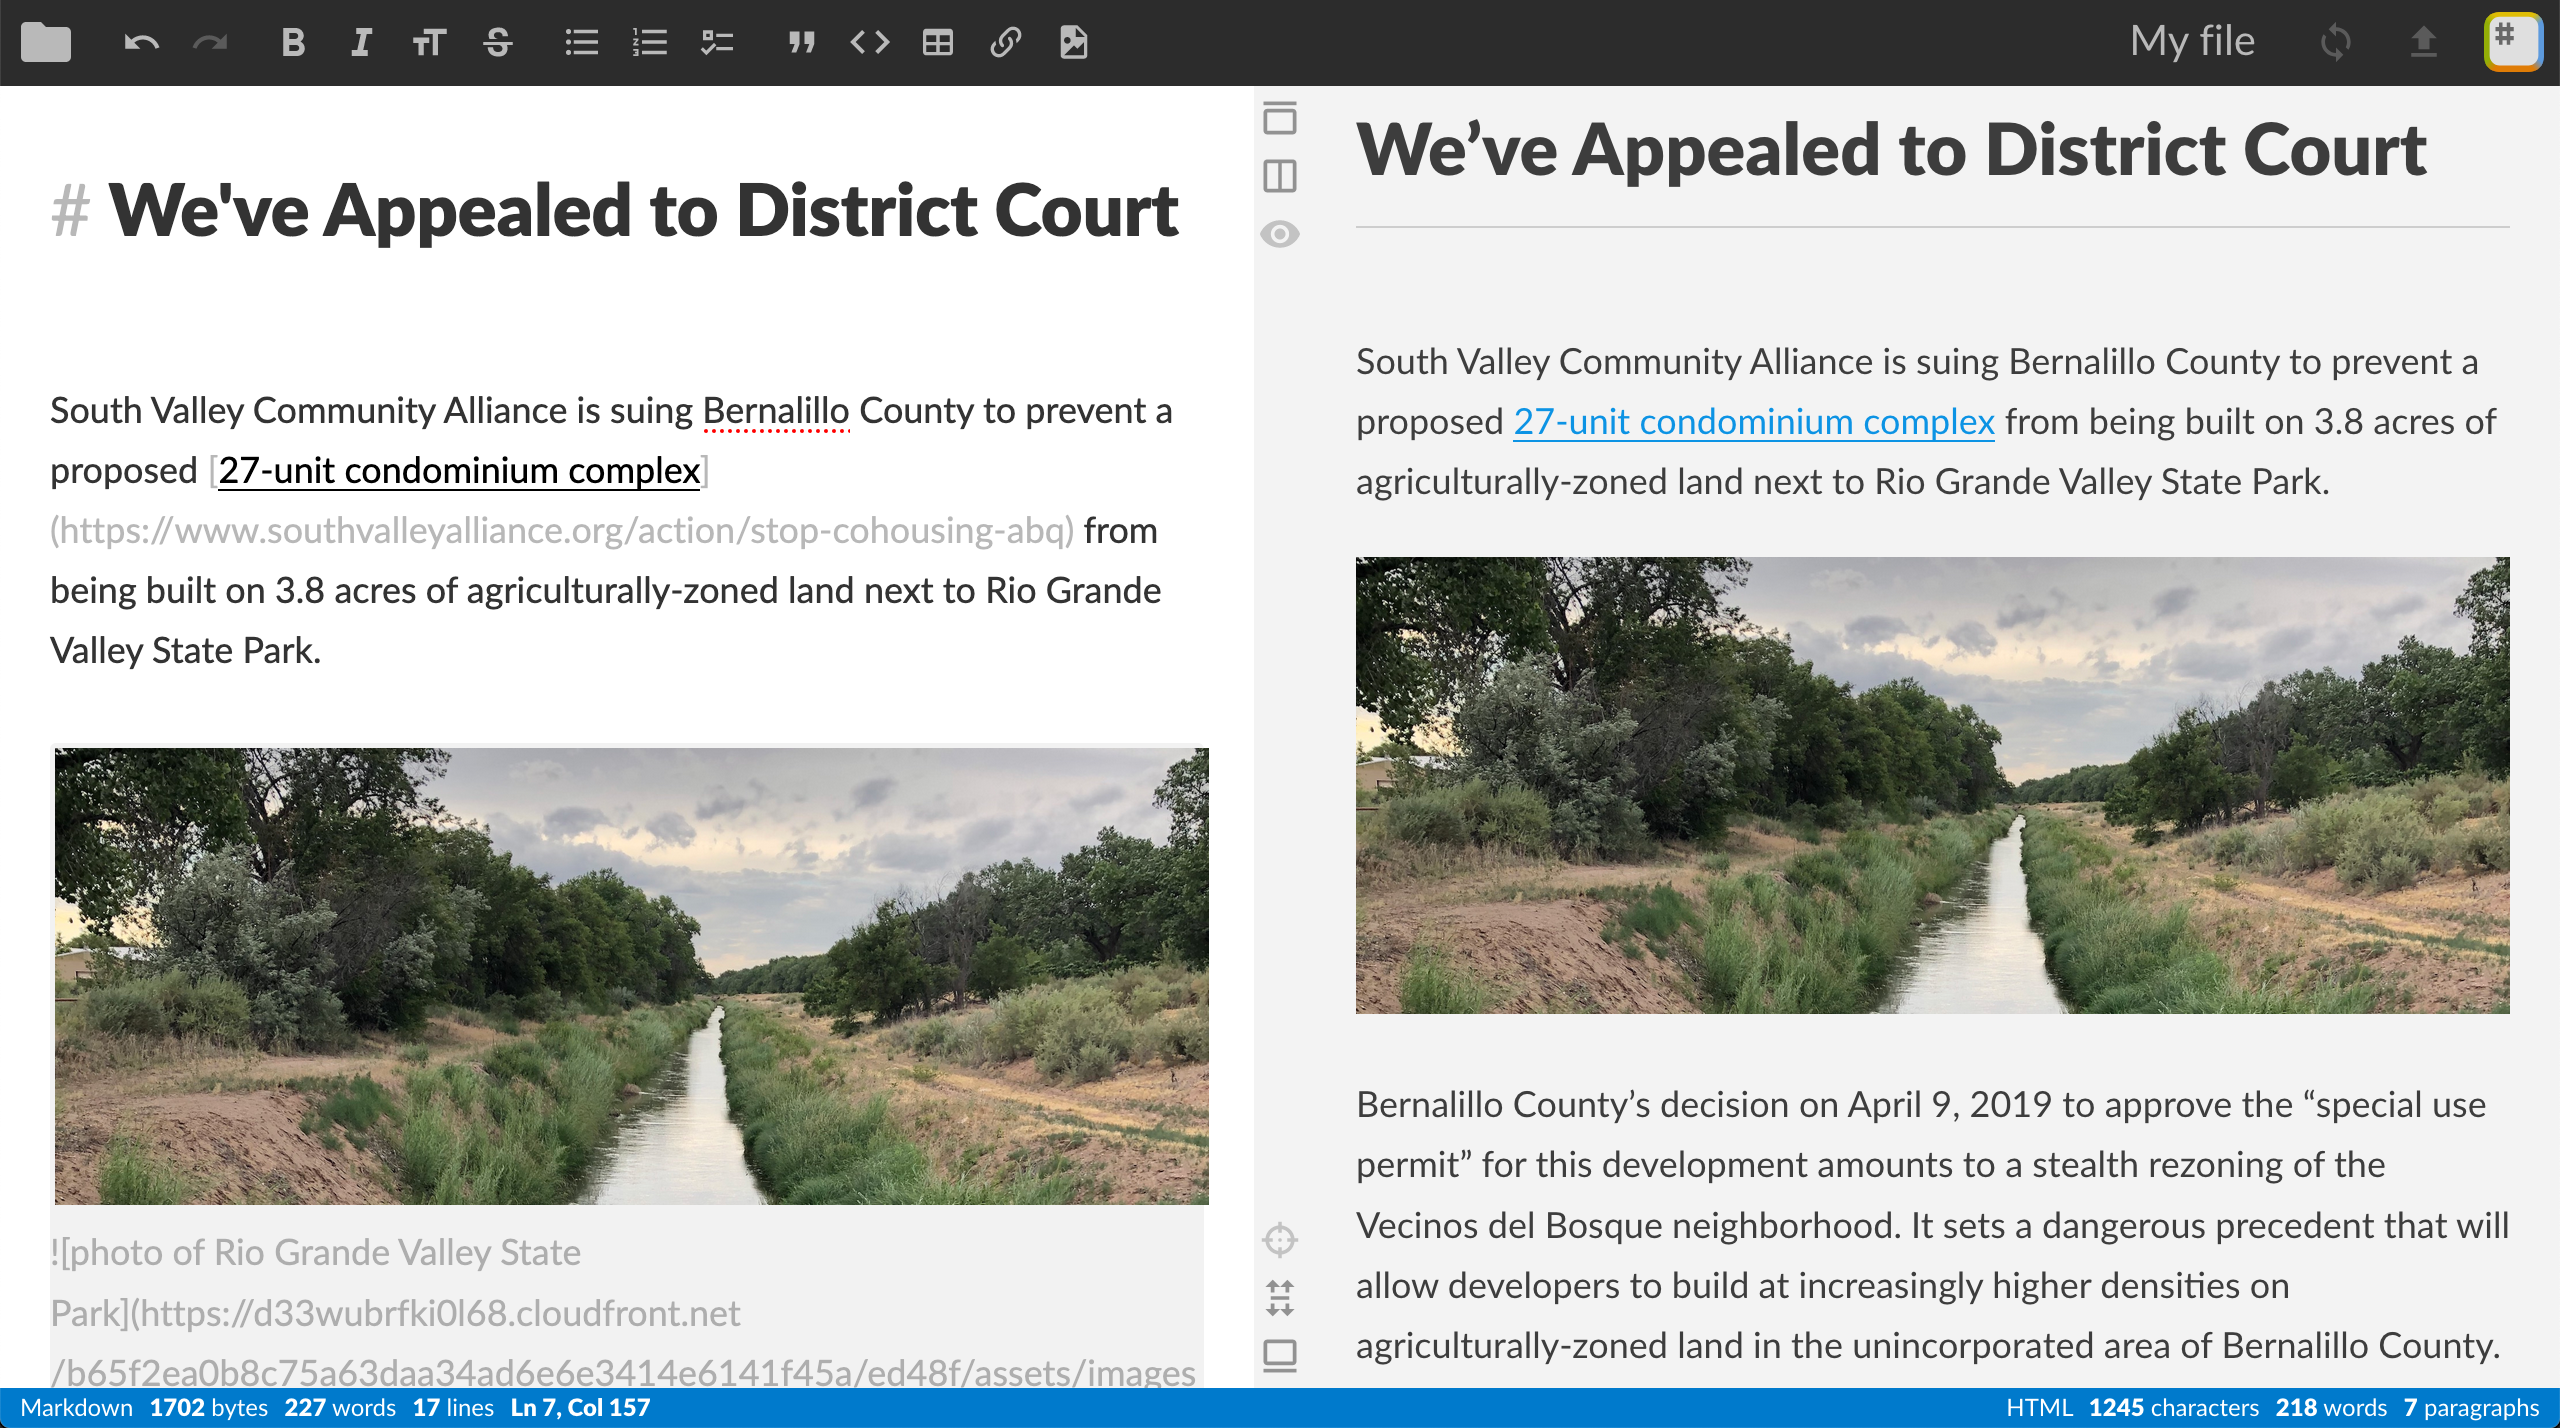 My file
# We've Appealed to District Court
South Valley Community Alliance is suing Bernalillo County to prevent a
proposed [27-unit condominium complex]
(https://www.southvalleyalliance.org/action/stop-cohousing-abq) from
being built on 3.8 acres of agriculturally-zoned land next to Rio Grande
Valley State Park.
![photo of Rio Grande Valley State
Park](https://d33wubrfki0l68.cloudfront.net
/b65f2ea0b8c75a63daa34ad6e6e3414e6141f45a/ed48f/assets/images
We’ve Appealed to District Court
South Valley Community Alliance is suing Bernalillo County to prevent a
proposed 27-unit condominium complex from being built on 3.8 acres of
agriculturally-zoned land next to Rio Grande Valley State Park.
Bernalillo County’s decision on April 9, 2019 to approve the “special use
permit” for this development amounts to a stealth rezoning of the
Vecinos del Bosque neighborhood. It sets a dangerous precedent that will
allow developers to build at increasingly higher densities on
agriculturally-zoned land in the unincorporated area of Bernalillo County.
Markdown 1702 bytes 227 words 17 lines Ln 7, Col 157
HTML 1245 characters 218 words 7 paragraphs